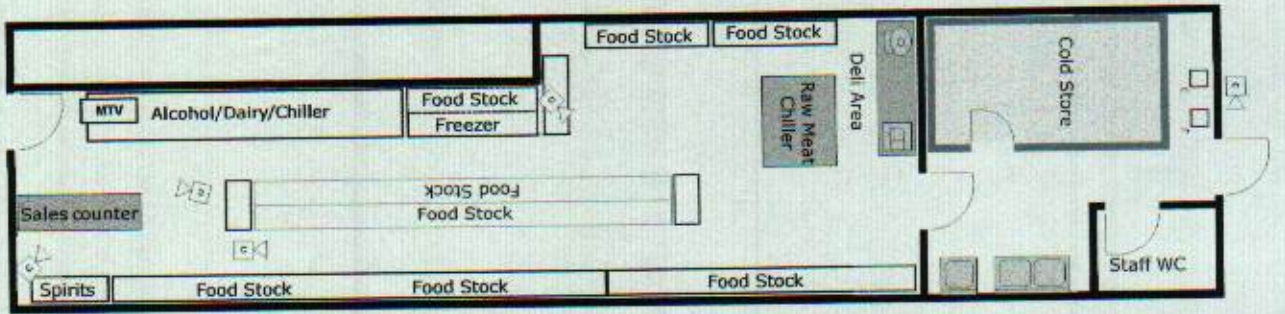 Food Stock
Food Stock
Cold Store
Deli Area
Raw Meat
Chiller
MTV
Alcohol/Dairy/Chiller
Food Stock
Freezer
c
c
Food Stock
Food Stock
Sales counter
c
c
c
Spirits
Food Stock
Food Stock
Food Stock
Staff WC